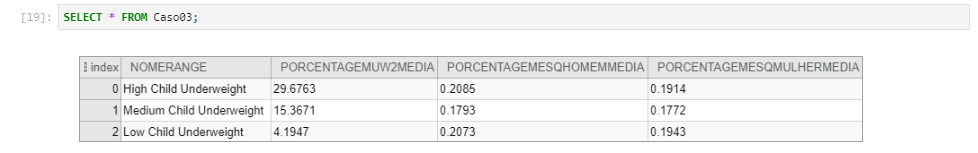 [19]: SELECT * FROM Caso03;
index NOMERANGE PORCENTAGEMUW2MEDIA PORCENTAGEMESQHOMEMMEDIA PORCENTAGEMESQMULHERMEDIA
0 High Child Underweight 29.6763 0.2085 0.1914
1 Medium Child Underweight 15.3671 0.1793 0.1772
2 Low Child Underweight 4.1947 0.2073 0.1943